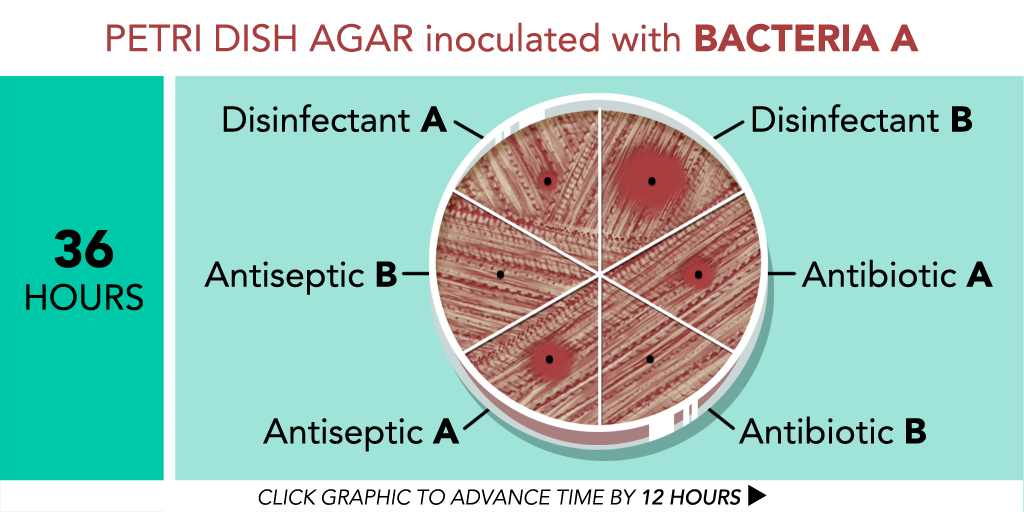 PETRI DISH AGAR inoculated with BACTERIA A
36
HOURS
Disinfectant A
Disinfectant B
Antiseptic B
Antibiotic A
Antiseptic A
Antibiotic B
CLICK GRAPHIC TO ADVANCE TIME BY 12 HOURS ▶